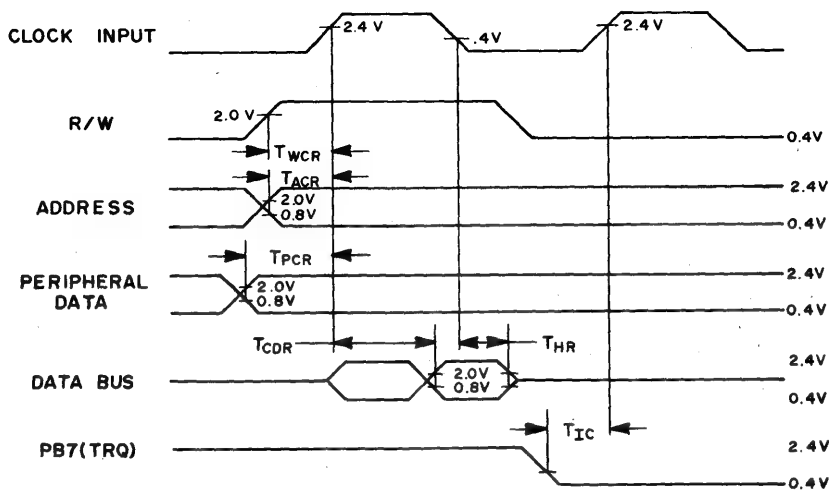 CLOCK INPUT
2.4V
.4V
2.4V
R/W
2.0V
0.4V
TWCR
TACR
ADDRESS
2.0V
0.8V
2.4V
0.4V
TPCR
PERIPHERAL
DATA
2.0V
0.8V
2.4V
0.4V
TCDR
THR
DATA BUS
2.0V
0.8V
2.4V
0.4V
TIC
PB7(TRQ)
2.4V
0.4V